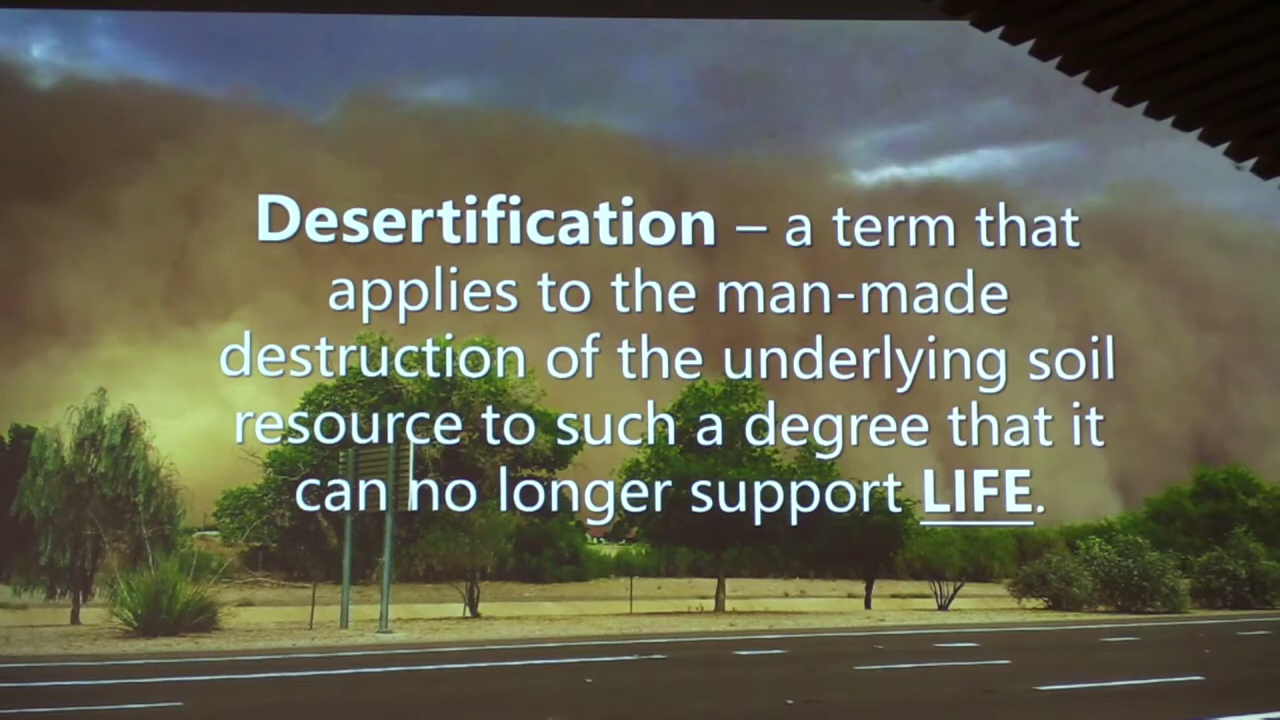 Desertification – a term that
applies to the man-made
destruction of the underlying soil
resource to such a degree that it
can no longer support LIFE.